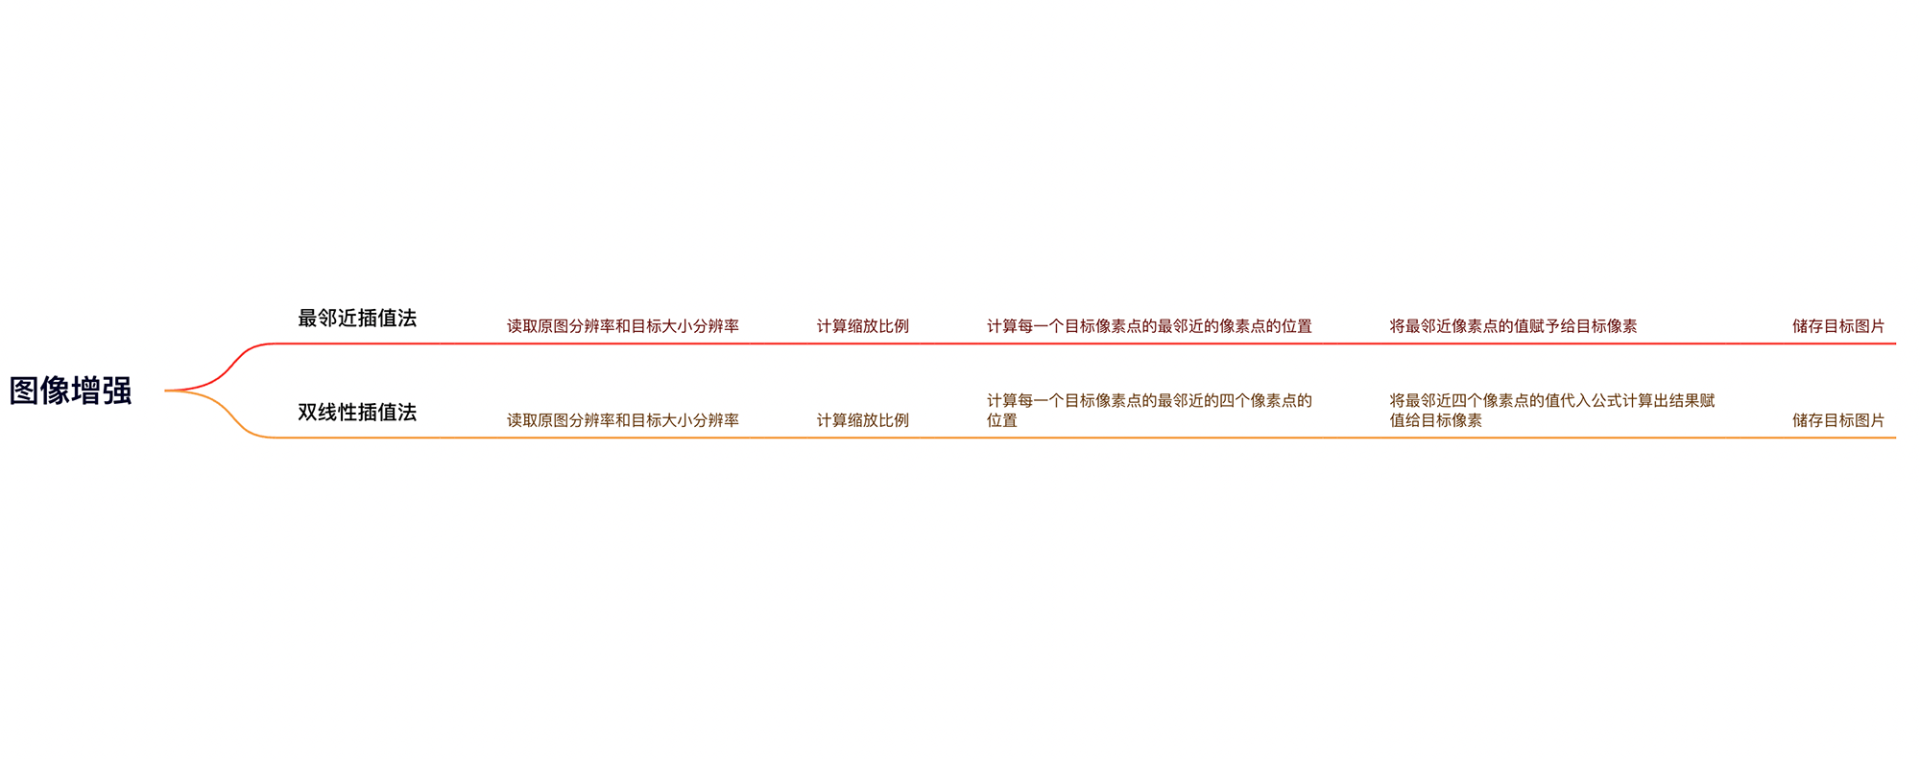 图像增强
最邻近插值法
读取原图分辨率和目标大小分辨率
计算缩放比例
计算每一个目标像素点的最邻近的像素点的位置
将最邻近像素点的值赋予给目标像素
储存目标图片
双线性插值法
读取原图分辨率和目标大小分辨率
计算缩放比例
计算每一个目标像素点的最邻近的四个像素点的
位置
将最邻近四个像素点的值代入公式计算出结果赋
值给目标像素
储存目标图片